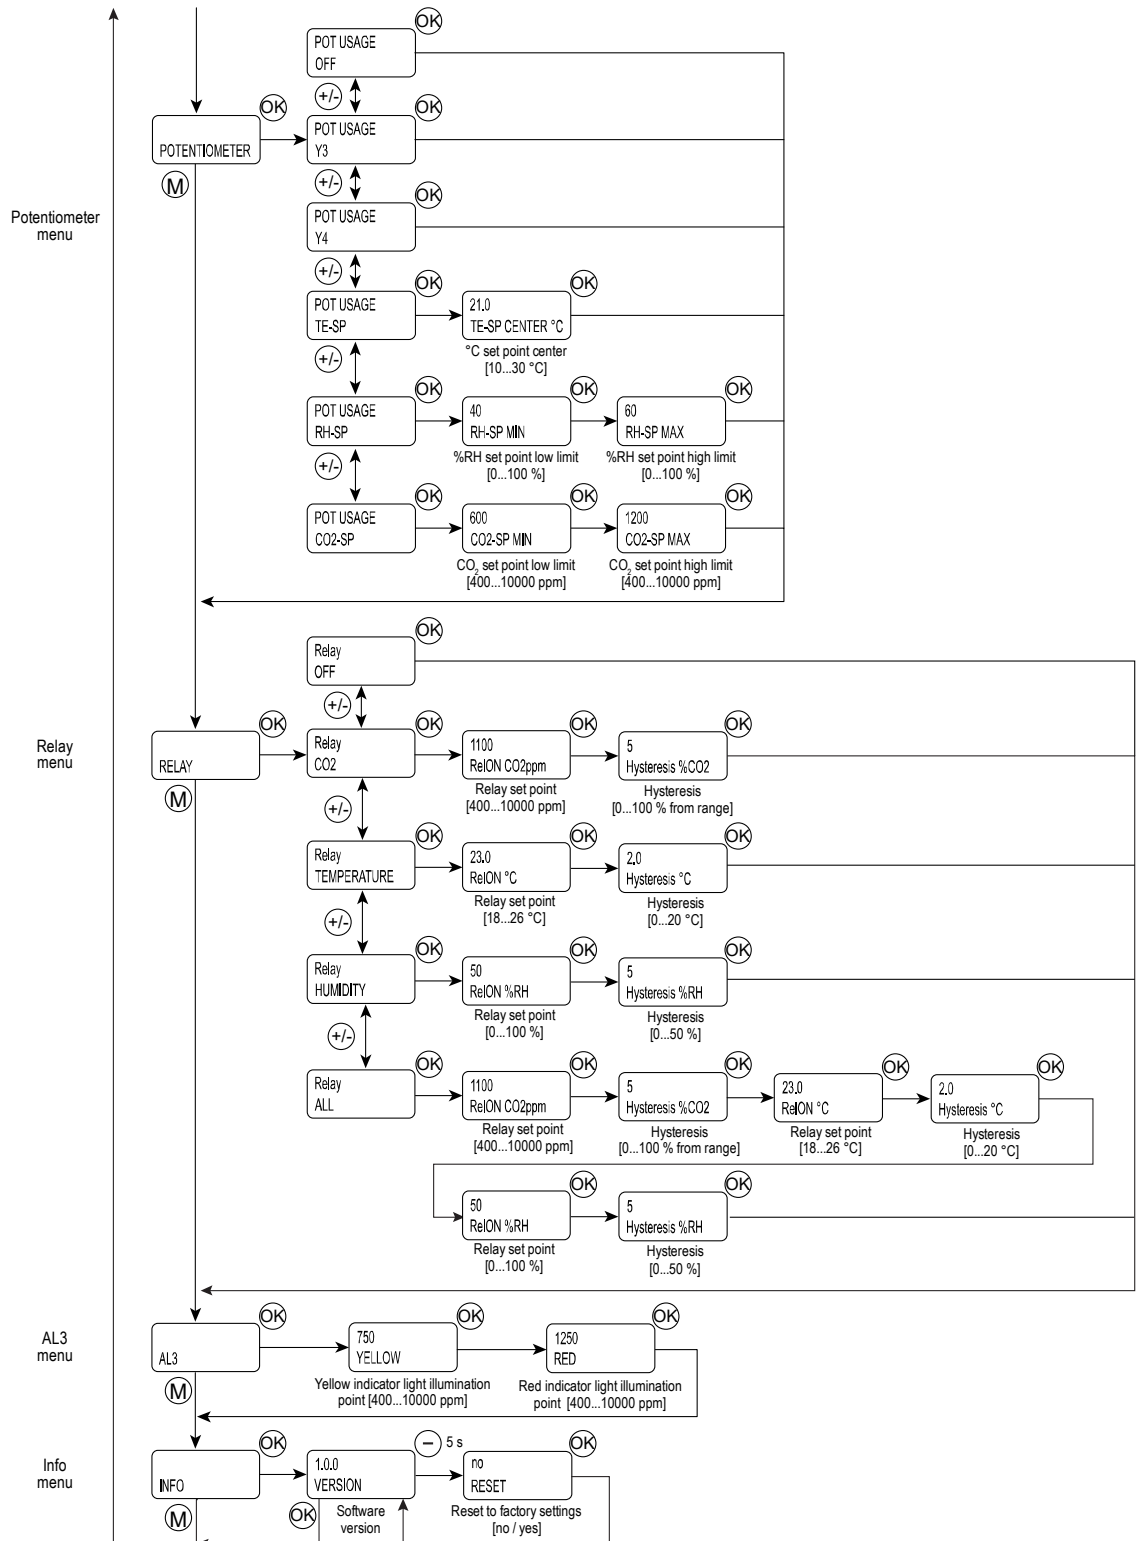 OK
POT USAGE
OFF
+/-
OK
OK
POT USAGE
Y3
POTENTIOMETER
M
+/-
OK
Potentiometer
menu
POT USAGE
Y4
+/-
OK
OK
POT USAGE
TE-SP
21.0
TE-SP CENTER °C
°C set point center
[10...30 °C]
+/-
OK
OK
OK
POT USAGE
RH-SP
40
RH-SP MIN
60
RH-SP MAX
%RH set point low limit
[0...100 %]
%RH set point high limit
[0...100 %]
+/-
OK
OK
OK
POT USAGE
CO2-SP
600
CO2-SP MIN
1200
CO2-SP MAX
CO2 set point low limit
[400...10000 ppm]
CO2 set point high limit
[400...10000 ppm]
OK
Relay
OFF
+/-
Relay
menu
OK
OK
OK
OK
RELAY
M
Relay
CO2
1100
RelON CO2ppm
5
Hysteresis %CO2
Relay set point
[400...10000 ppm]
Hysteresis
[0...100 % from range]
+/-
OK
OK
OK
Relay
TEMPERATURE
23.0
RelON °C
2.0
Hysteresis °C
Relay set point
[18...26 °C]
Hysteresis
[0...20 °C]
+/-
OK
OK
OK
Relay
HUMIDITY
50
RelON %RH
5
Hysteresis %RH
Relay set point
[0...100 %]
Hysteresis
[0...50 %]
+/-
OK
OK
OK
OK
OK
Relay
ALL
1100
RelON CO2ppm
5
Hysteresis %CO2
23.0
RelON °C
2.0
Hysteresis °C
Relay set point
[400...10000 ppm]
Hysteresis
[0...100 % from range]
Relay set point
[18...26 °C]
Hysteresis
[0...20 °C]
OK
OK
50
RelON %RH
5
Hysteresis %RH
Relay set point
[0...100 %]
Hysteresis
[0...50 %]
AL3
menu
OK
OK
OK
AL3
M
750
YELLOW
1250
RED
Yellow indicator light illumination
point [400...10000 ppm]
Red indicator light illumination
point [400...10000 ppm]
Info
menu
OK
– 5 s
OK
INFO
M
1.0.0
VERSION
no
RESET
OK
Software
version
Reset to factory settings
[no / yes]